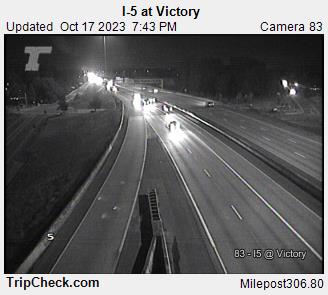 I-5 at Victory
Updated Oct 17 2023 7:43 PM Camera 83
T
5
83 - I5 @ Victory
TripCheck.com Milepost306.80